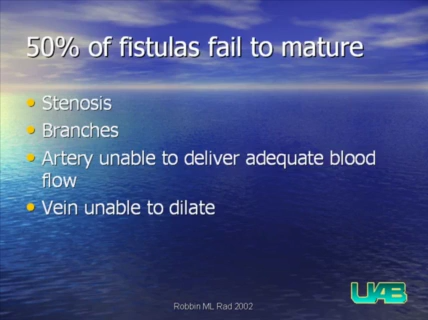 50% of fistulas fail to mature
• Stenosis
• Branches
• Artery unable to deliver adequate blood
flow
• Vein unable to dilate
UAB
Robbin ML Rad 2002